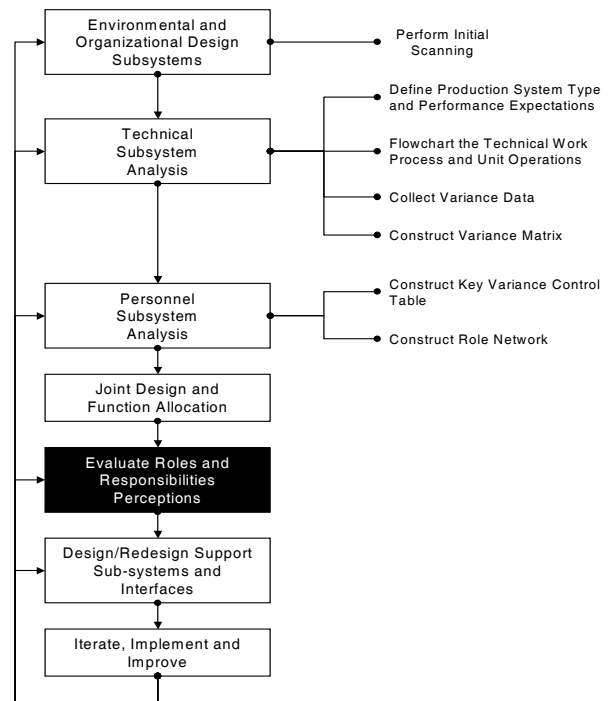 Environmental and
Organizational Design
Subsystems
Perform Initial
Scanning
Technical
Subsystem
Analysis
Define Production System Type
and Performance Expectations
Flowchart the Technical Work
Process and Unit Operations
Collect Variance Data
Construct Variance Matrix
Personnel
Subsystem
Analysis
Construct Key Variance Control
Table
Construct Role Network
Joint Design and
Function Allocation
Evaluate Roles and
Responsibilities
Perceptions
Design/Redesign Support
Sub-systems and
Interfaces
Iterate, Implement and
Improve